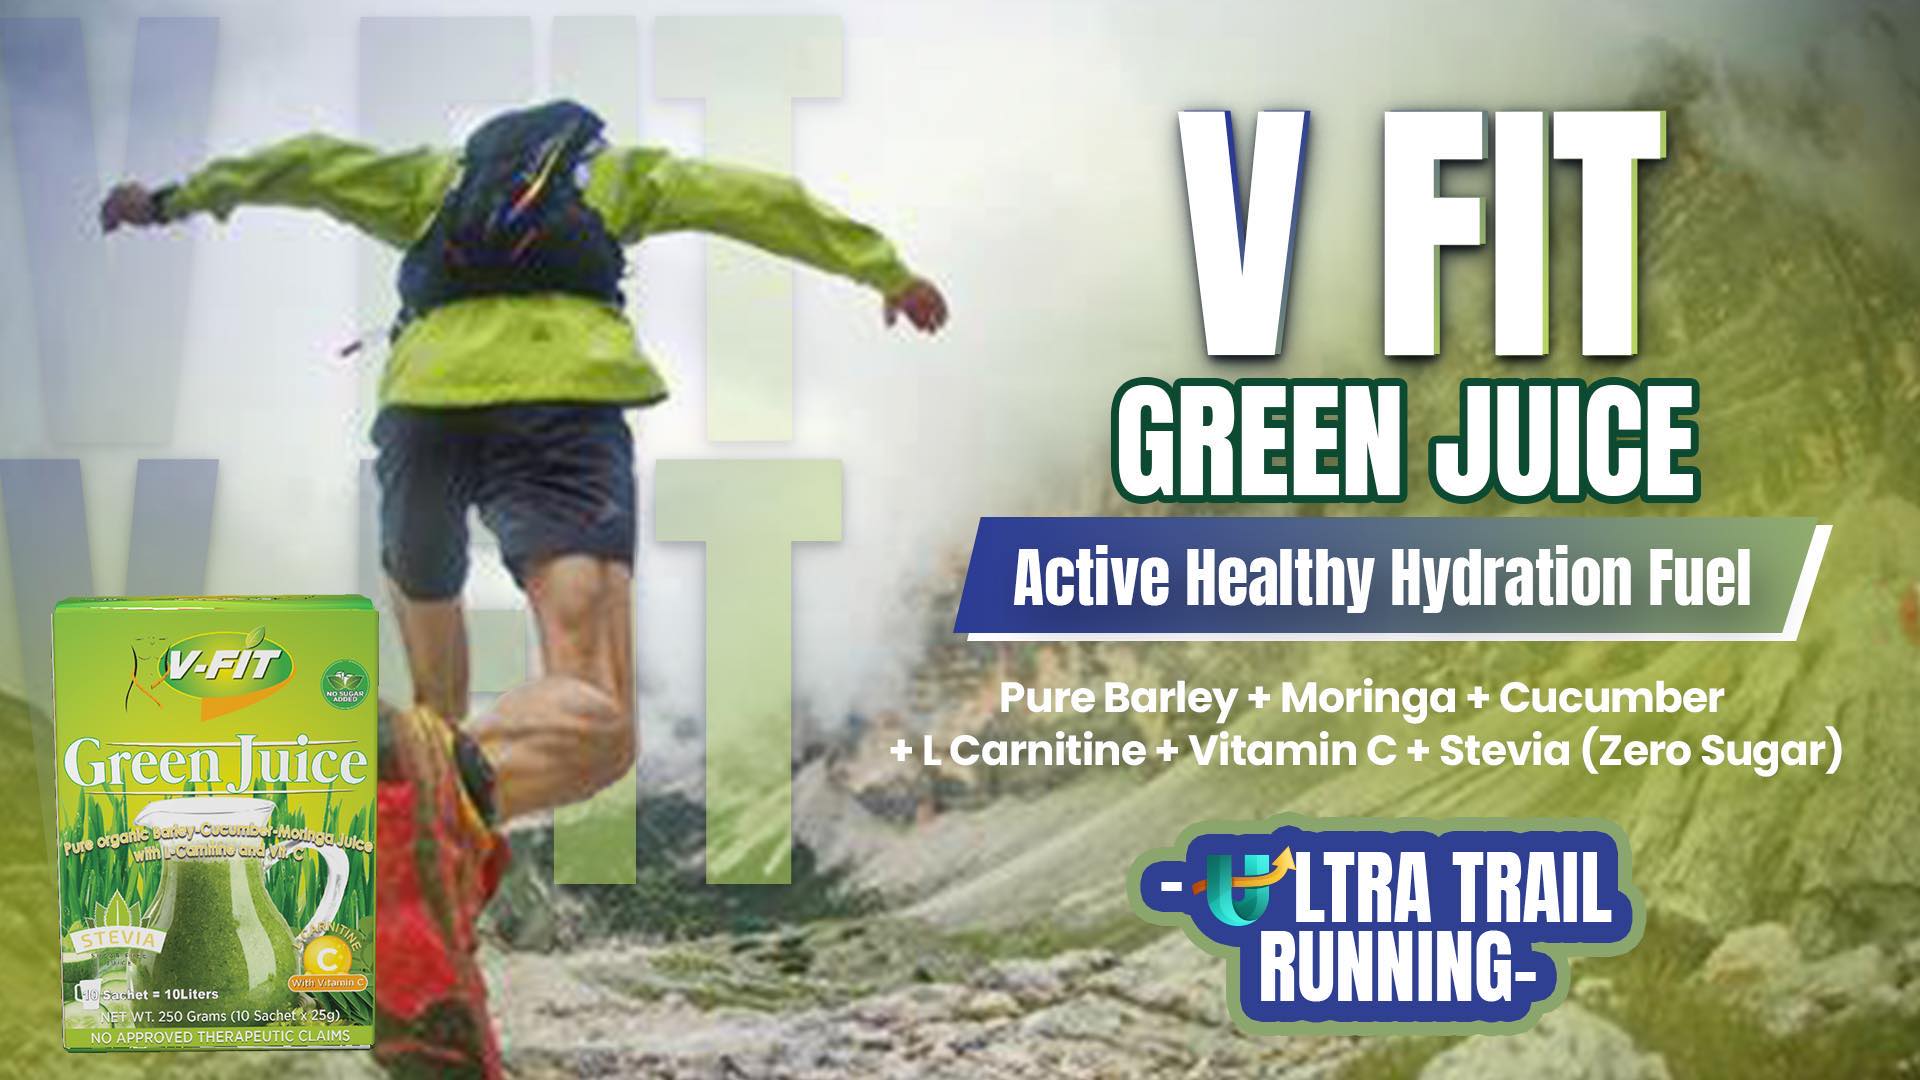 V FIT
V-FIT
V FIT
GREEN JUICE
Active Healthy Hydration Fuel
Pure Barley + Moringa + Cucumber
+ L Carnitine + Vitamin C + Stevia (Zero Sugar)
- ULTRA TRAIL
RUNNING-
V-FIT
NO SUGAR
ADDED
Green Juice
Pure organic Barley-Cucumber-Moringa Juice
with L-Carnitine and Vit C
STEVIA
L-CARNITINE
C
With Vitamin C
10 Sachet = 10Liters
NET WT. 250 Grams (10 Sachet x 25g)
NO APPROVED THERAPEUTIC CLAIMS